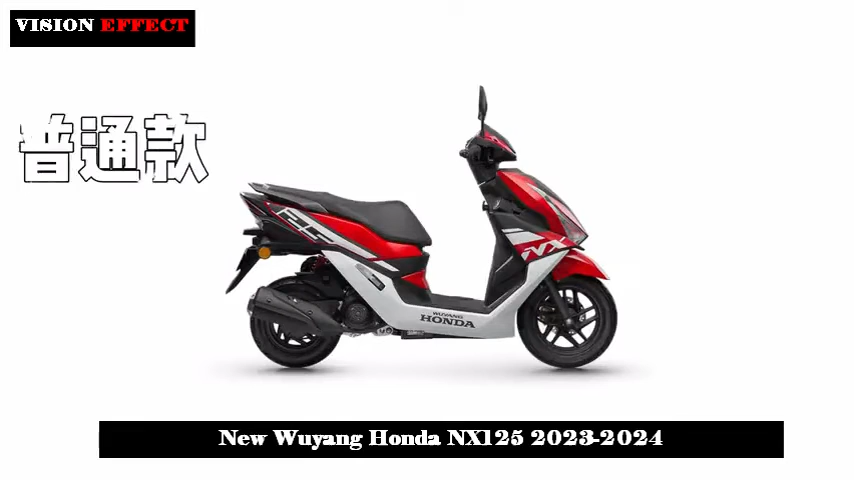 VISION EFFECT
普通款
NX
WUYANG
HONDA
New Wuyang Honda NX125 2023-2024